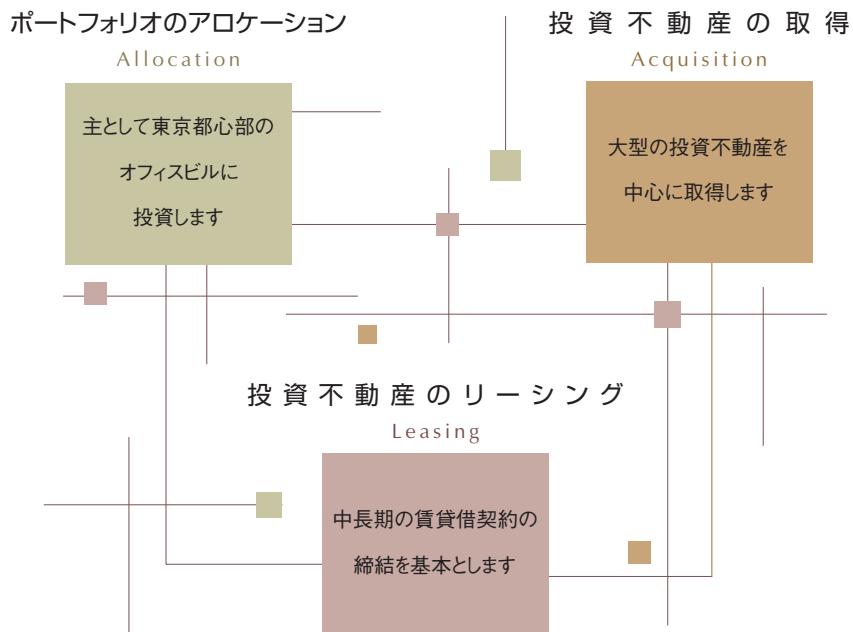 ポートフォリオのアロケーション
Allocation
主として東京都心部の
オフィスビルに
投資します
投資不動産の取得
Acquisition
大型の投資不動産を
中心に取得します
投資不動産のリーシング
Leasing
中長期の賃貸借契約の
締結を基本とします